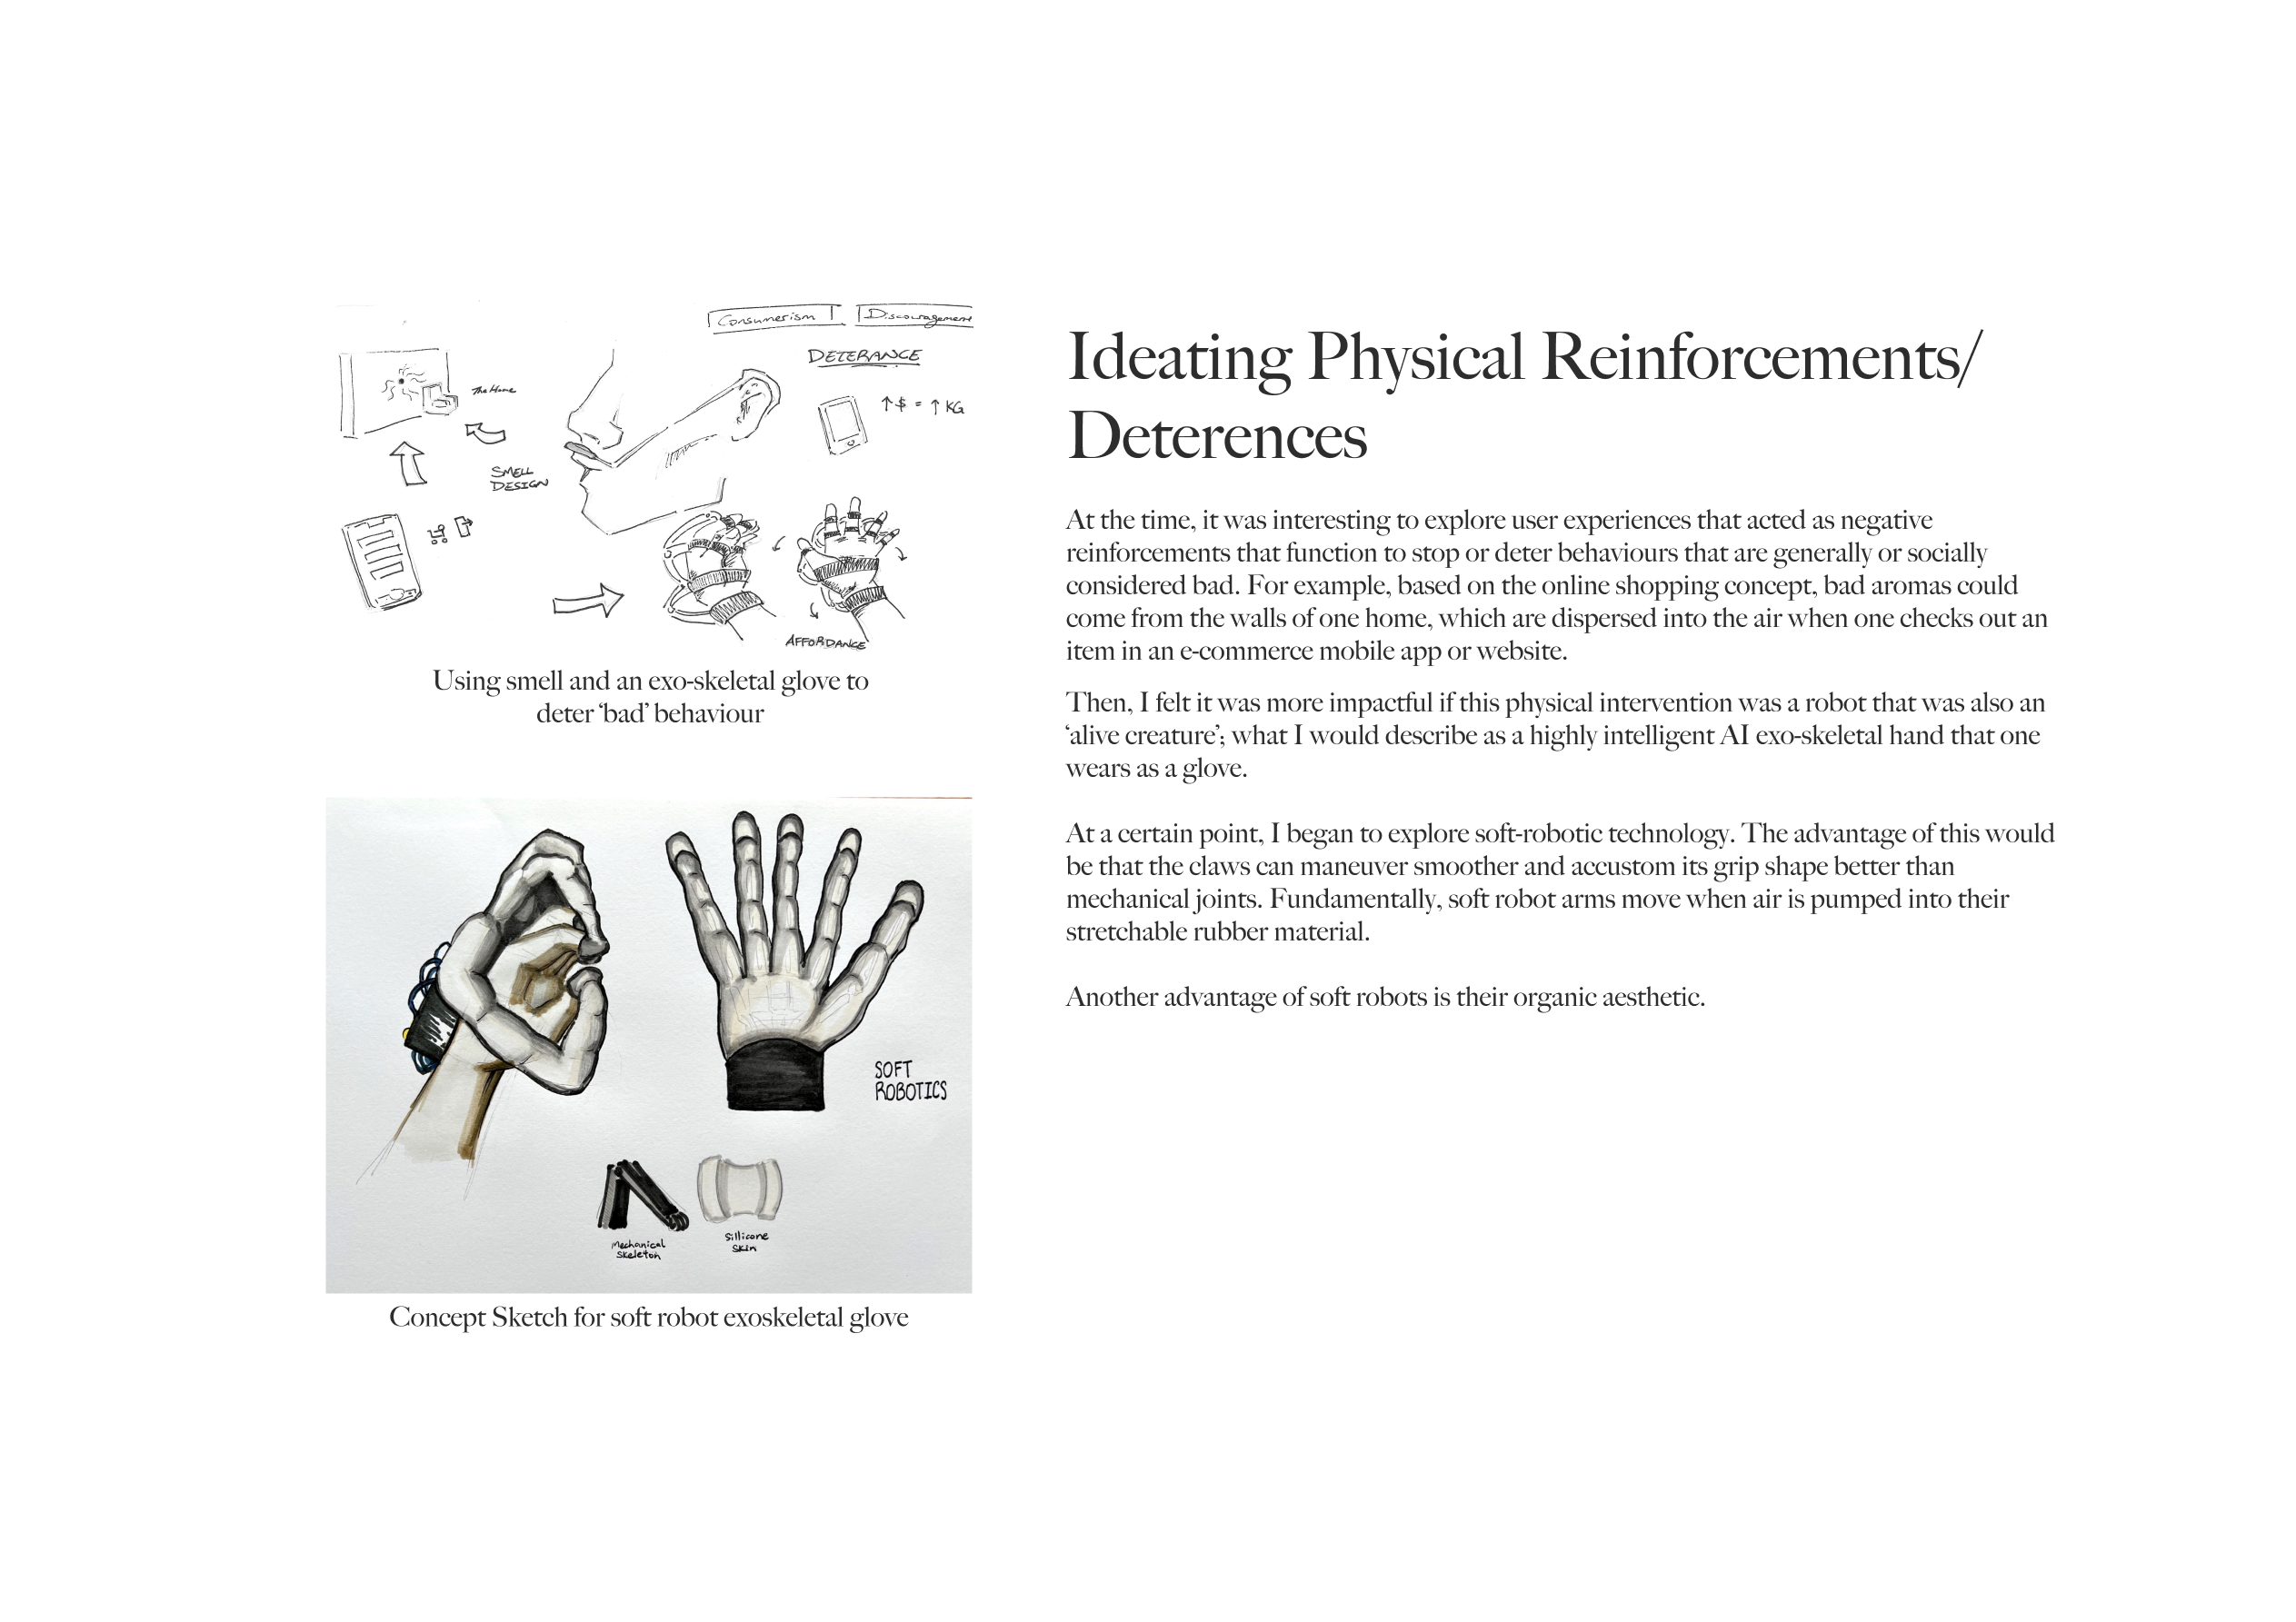 Consumerism
Discouragement
DETERANCE
The Home
↑$ = ↑KG
SMELL
DESIGN
AFFORDANCE
Using smell and an exo-skeletal glove to
deter ‘bad’ behaviour
SOFT
ROBOTICS
Mechanical
Skeleton
Sillicone
Skin
Concept Sketch for soft robot exoskeletal glove
Ideating Physical Reinforcements/
Deterences
At the time, it was interesting to explore user experiences that acted as negative
reinforcements that function to stop or deter behaviours that are generally or socially
considered bad. For example, based on the online shopping concept, bad aromas could
come from the walls of one home, which are dispersed into the air when one checks out an
item in an e-commerce mobile app or website.
Then, I felt it was more impactful if this physical intervention was a robot that was also an
‘alive creature’; what I would describe as a highly intelligent AI exo-skeletal hand that one
wears as a glove.
At a certain point, I began to explore soft-robotic technology. The advantage of this would
be that the claws can maneuver smoother and accustom its grip shape better than
mechanical joints. Fundamentally, soft robot arms move when air is pumped into their
stretchable rubber material.
Another advantage of soft robots is their organic aesthetic.